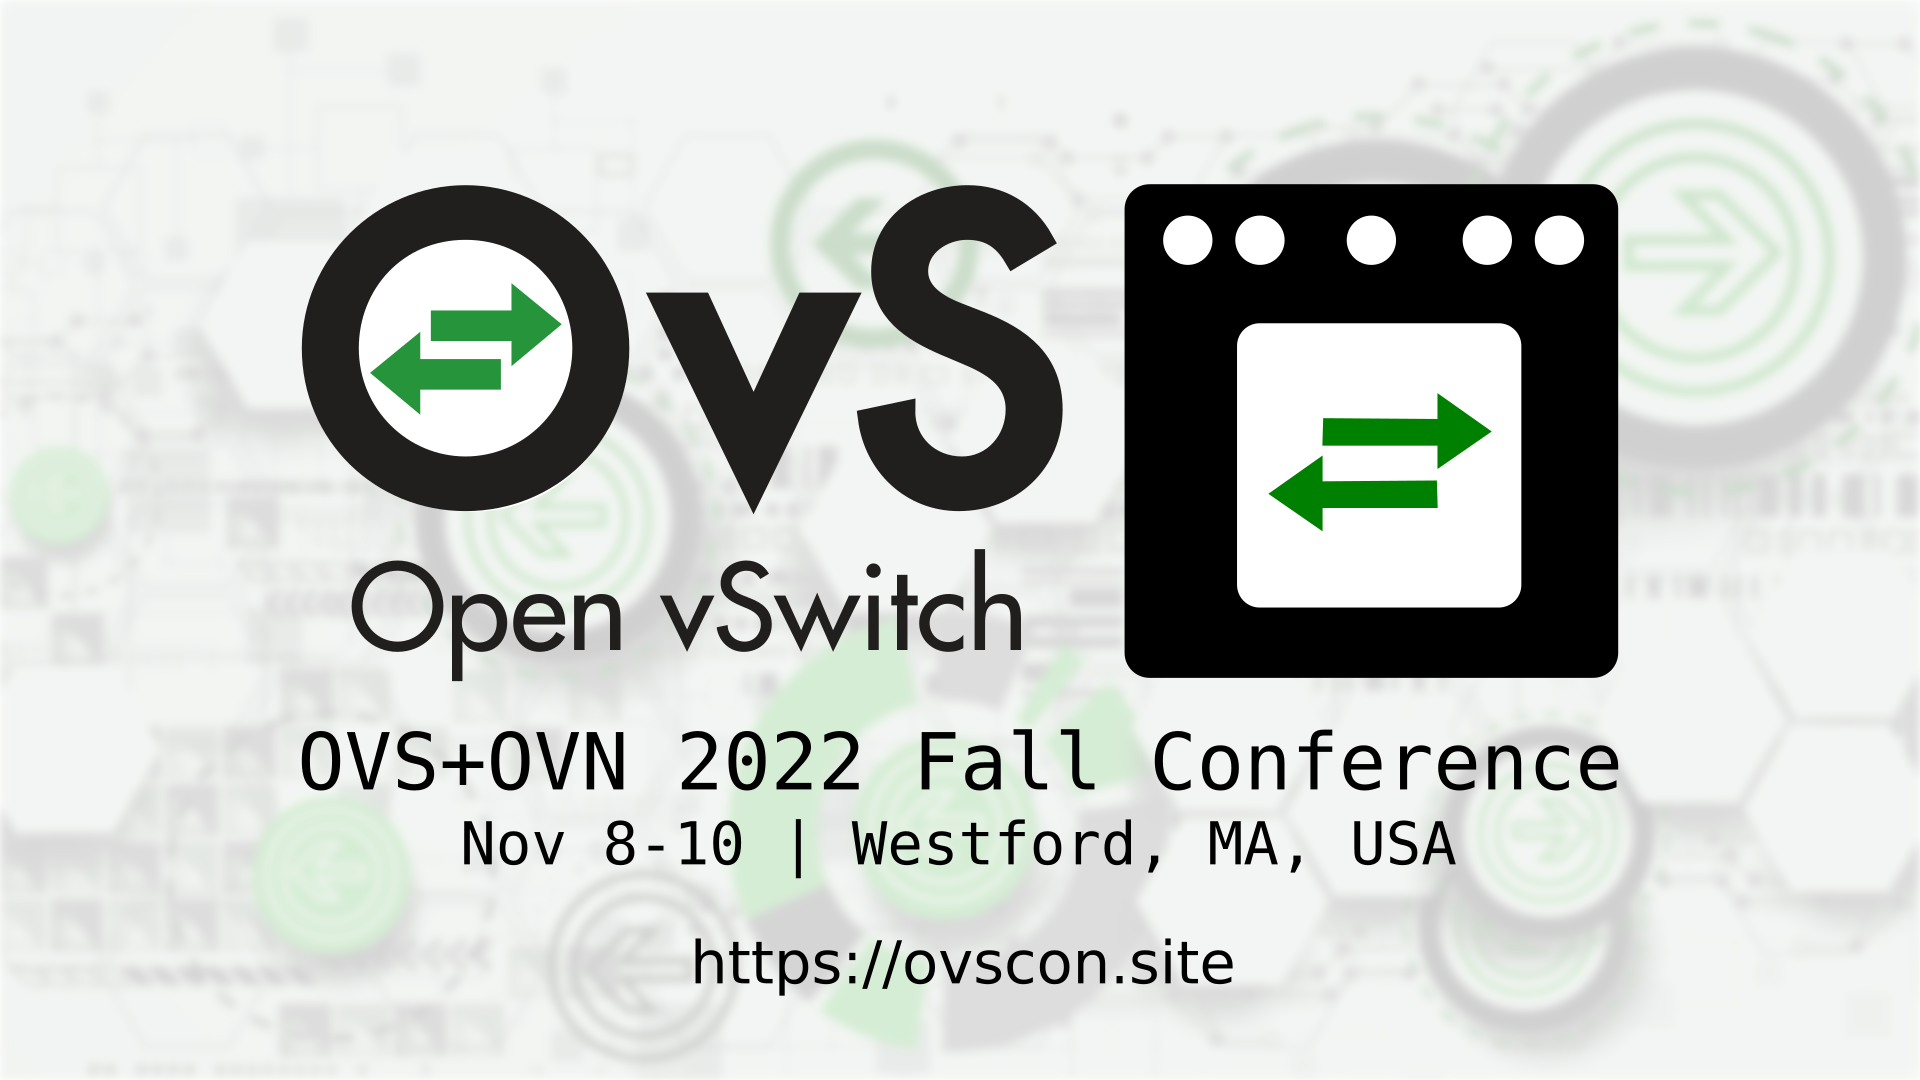 OvS
Open vSwitch
OVS+OVN 2022 Fall Conference
Nov 8-10 | Westford, MA, USA
https://ovscon.site